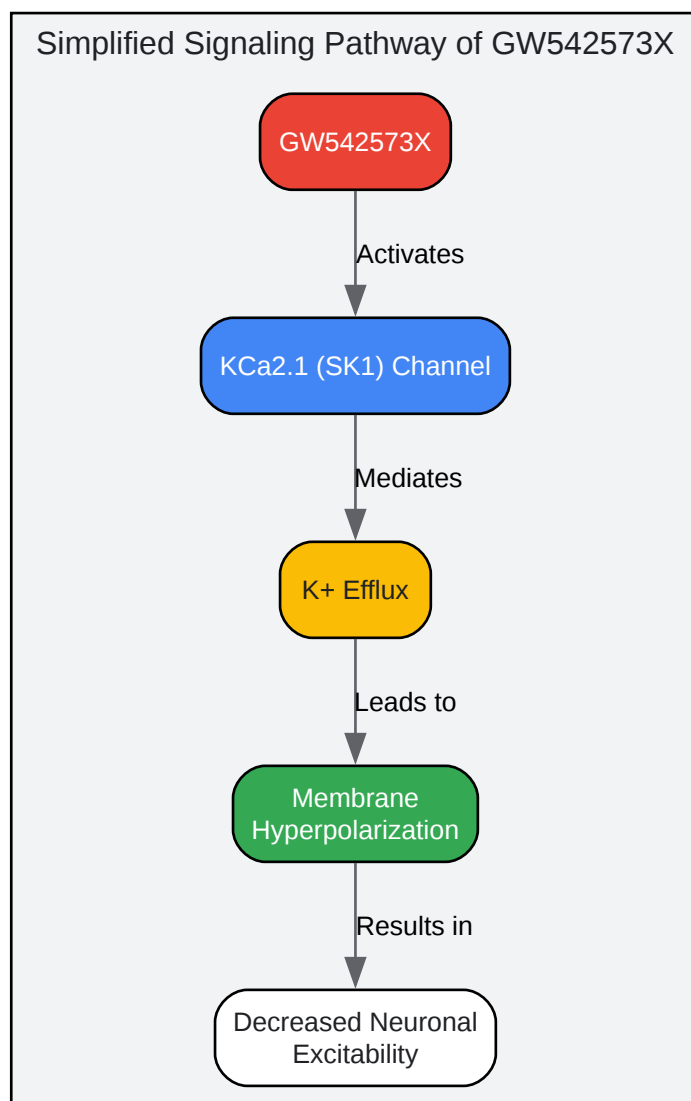 Simplified Signaling Pathway of GW542573X
GW542573X
Activates
KCa2.1 (SK1) Channel
Mediates
K+ Efflux
Leads to
Membrane
Hyperpolarization
Results in
Decreased Neuronal
Excitability